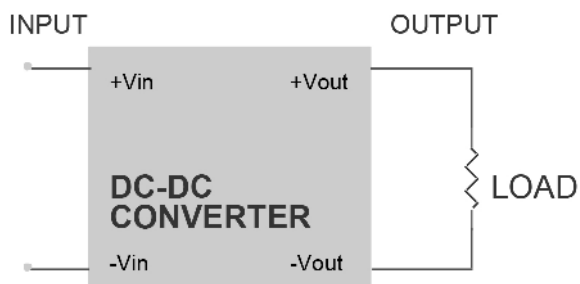 INPUT
OUTPUT
+Vin
+Vout
DC-DC
CONVERTER
LOAD
-Vin
-Vout